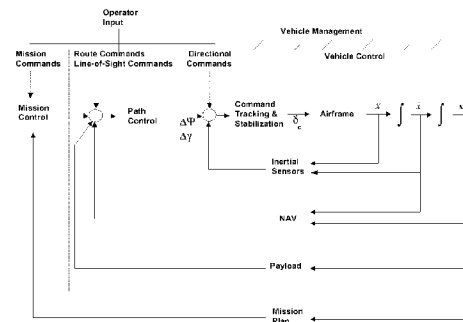 Operator
Input
Vehicle Management
Mission
Commands
Route Commands
Line-of-Sight Commands
Directional
Commands
Vehicle Control
Mission
Control
Path
Control
ΔΨ
Δγ
Command
Tracking &
Stabilization
δc
Airframe
ẍ
∫
ẋ
∫
Inertial
Sensors
NAV
Payload
Mission
Plan